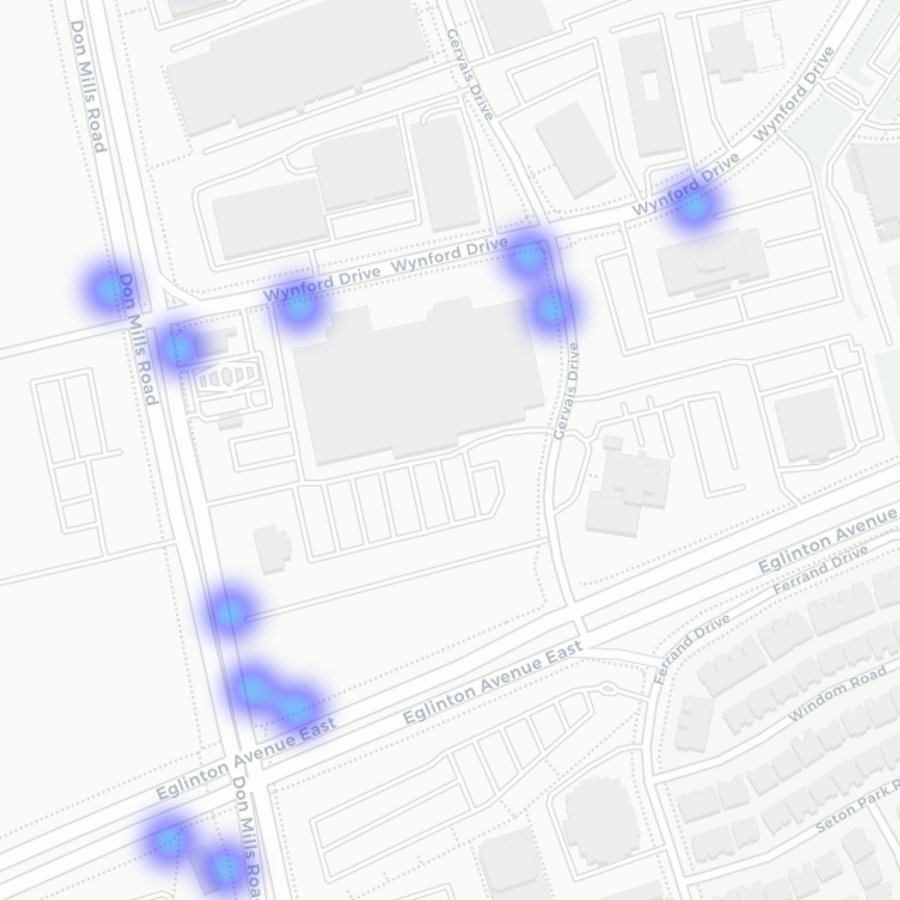 Don Mills Road
Gervais Drive
Wynford Drive
Wynford Drive
Wynford Drive
Wynford Drive
Don Mills Road
Gervais Drive
Eglinton Avenue
Ferrand Drive
Ferrand Drive
Eglinton Avenue East
Windom Road
Eglinton Avenue East
Seton Park R
Don Mills Road